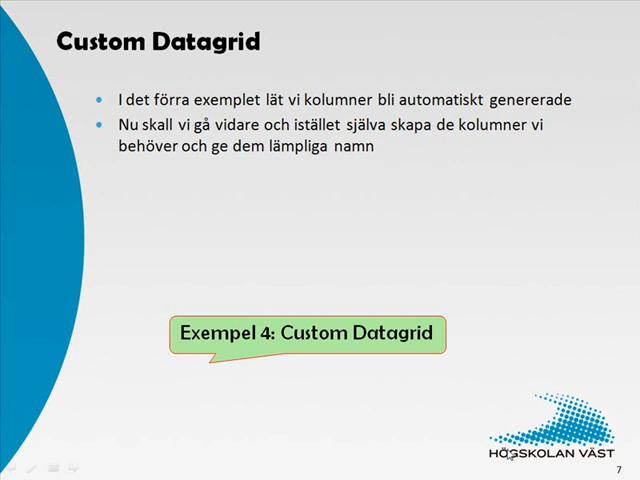 Custom Datagrid
I det förra exemplet lät vi kolumner bli automatiskt genererade
Nu skall vi gå vidare och istället själva skapa de kolumner vi
behöver och ge dem lämpliga namn
Exempel 4: Custom Datagrid
HÖGSKOLAN VÄST
7